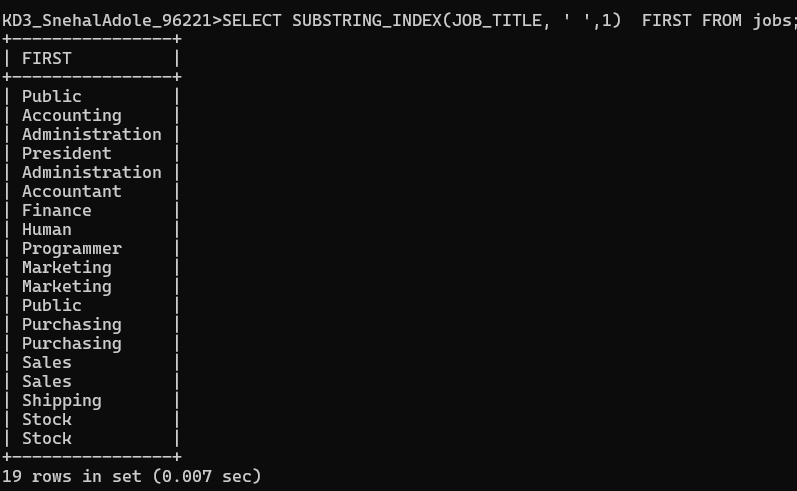 KD3_SnehalAdole_96221>SELECT SUBSTRING_INDEX(JOB_TITLE, ' ',1)  FIRST FROM jobs;
+----------------+
| FIRST          |
+----------------+
| Public         |
| Accounting     |
| Administration |
| President      |
| Administration |
| Accountant     |
| Finance        |
| Human          |
| Programmer     |
| Marketing      |
| Marketing      |
| Public         |
| Purchasing     |
| Purchasing     |
| Sales          |
| Sales          |
| Shipping       |
| Stock          |
| Stock          |
+----------------+
19 rows in set (0.007 sec)